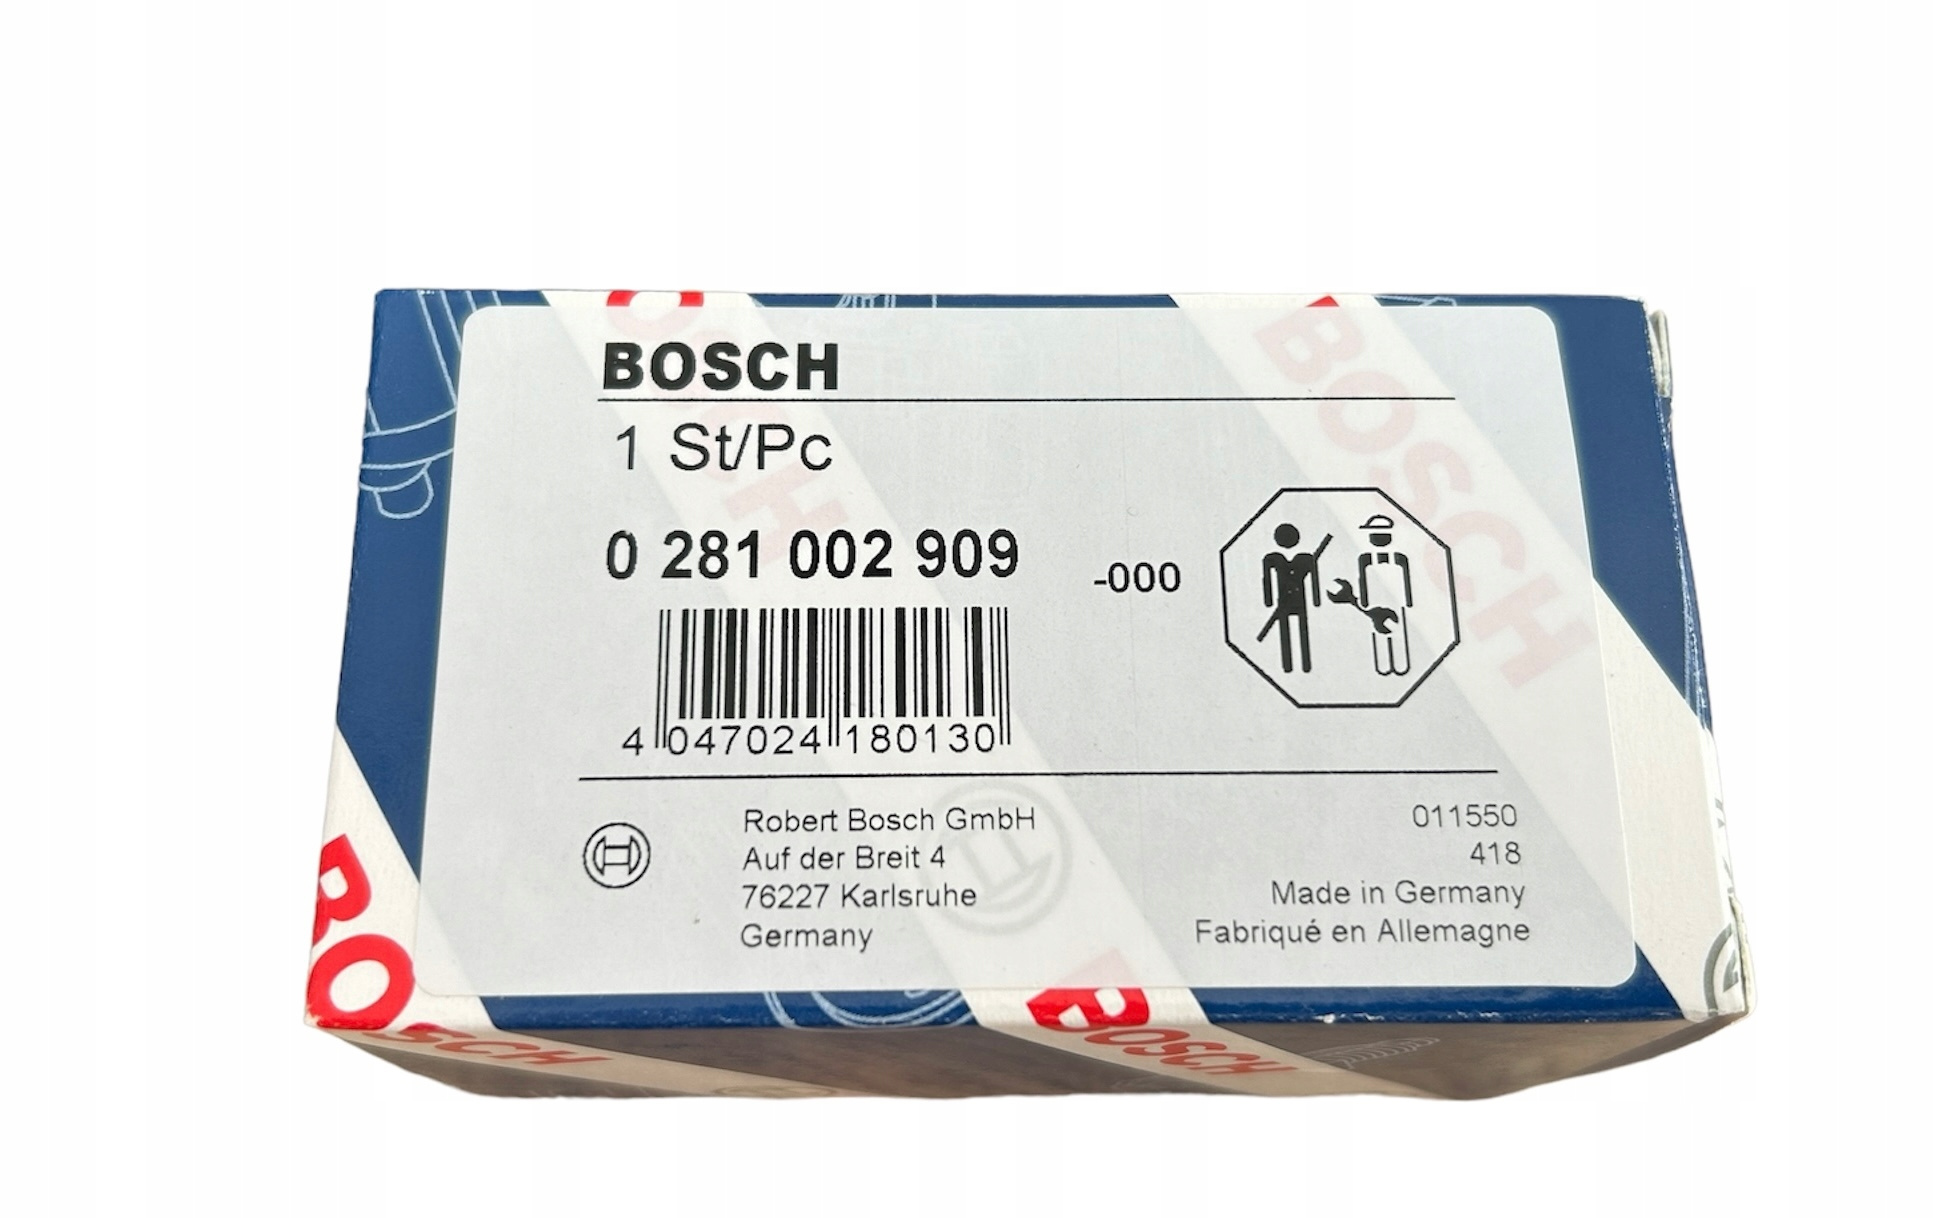 BOSCH
1 St/Pc
0 281 002 909
-000
4 047024 180130
Robert Bosch GmbH
Auf der Breit 4
76227 Karlsruhe
Germany
011550
418
Made in Germany
Fabriqué en Allemagne
BOSCH
BOSCH
BOSCH
BOSCH